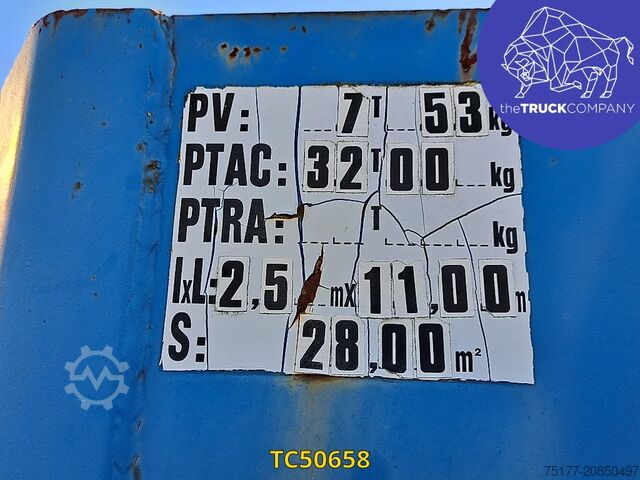 theTRUCKCOMPANY
PV: 7 T 53 kg
PTAC: 32 T 00 kg
PTRA: T kg
lxL: 2,5 mX 11,00 m
S: 28,00 m²
TC50658
75177-20850497